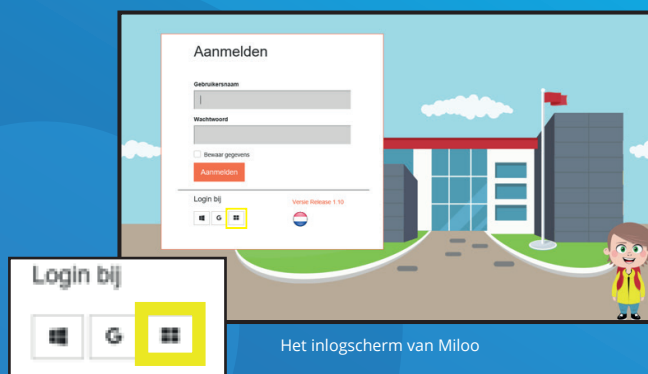 Aanmelden
Gebruikersnaam
Wachtwoord
Bewaar gegevens
Aanmelden
Login bij
Versie Release 1.10
G
Login bij
G
Het inlogscherm van Miloo